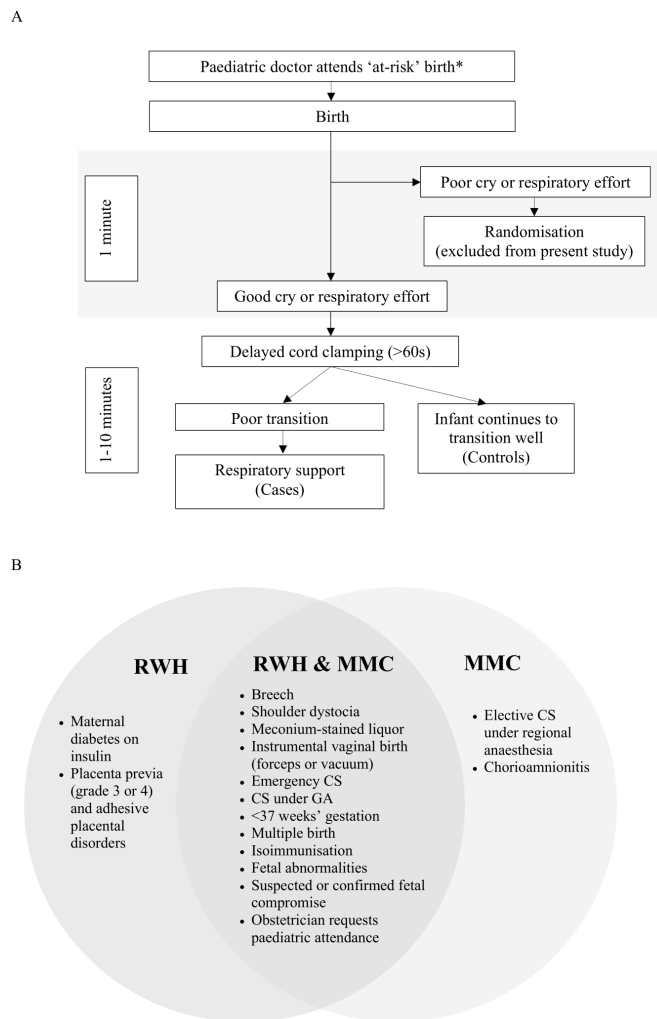 A
Paediatric doctor attends ‘at-risk’ birth*
Birth
1 minute
Poor cry or respiratory effort
Randomisation
(excluded from present study)
Good cry or respiratory effort
Delayed cord clamping (>60s)
1-10 minutes
Poor transition
Infant continues to
transition well
(Controls)
Respiratory support
(Cases)
B
RWH
• Maternal
diabetes on
insulin
• Placenta previa
(grade 3 or 4)
and adhesive
placental
disorders
RWH & MMC
• Breech
• Shoulder dystocia
• Meconium-stained liquor
• Instrumental vaginal birth
(forceps or vacuum)
• Emergency CS
• CS under GA
• <37 weeks’ gestation
• Multiple birth
• Isoimmunisation
• Fetal abnormalities
• Suspected or confirmed fetal
compromise
• Obstetrician requests
paediatric attendance
MMC
• Elective CS
under regional
anaesthesia
• Chorioamnionitis